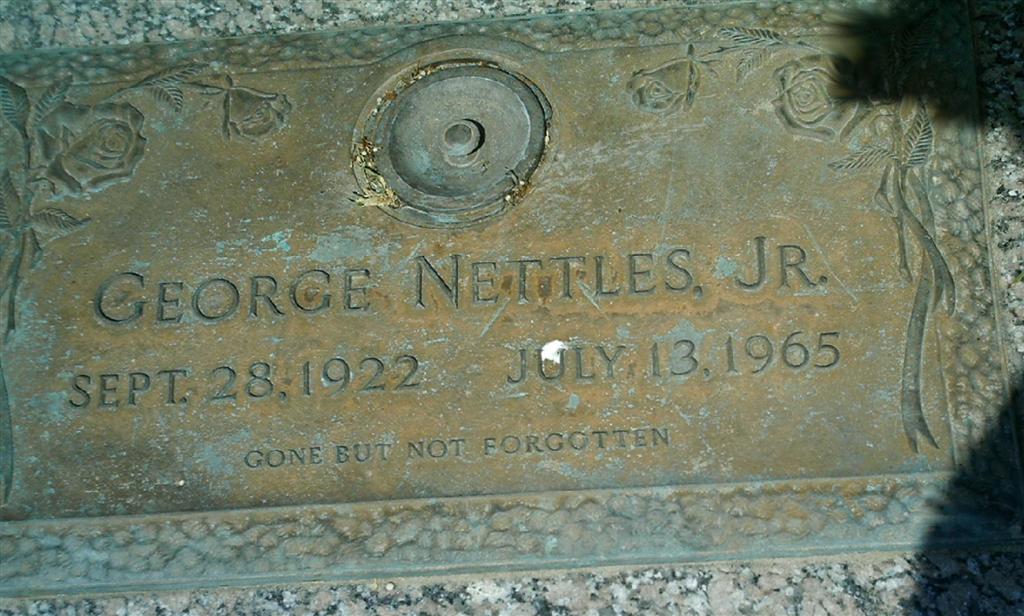 GEORGE NETTLES, JR.
SEPT. 28, 1922 JULY 13, 1965
GONE BUT NOT FORGOTTEN